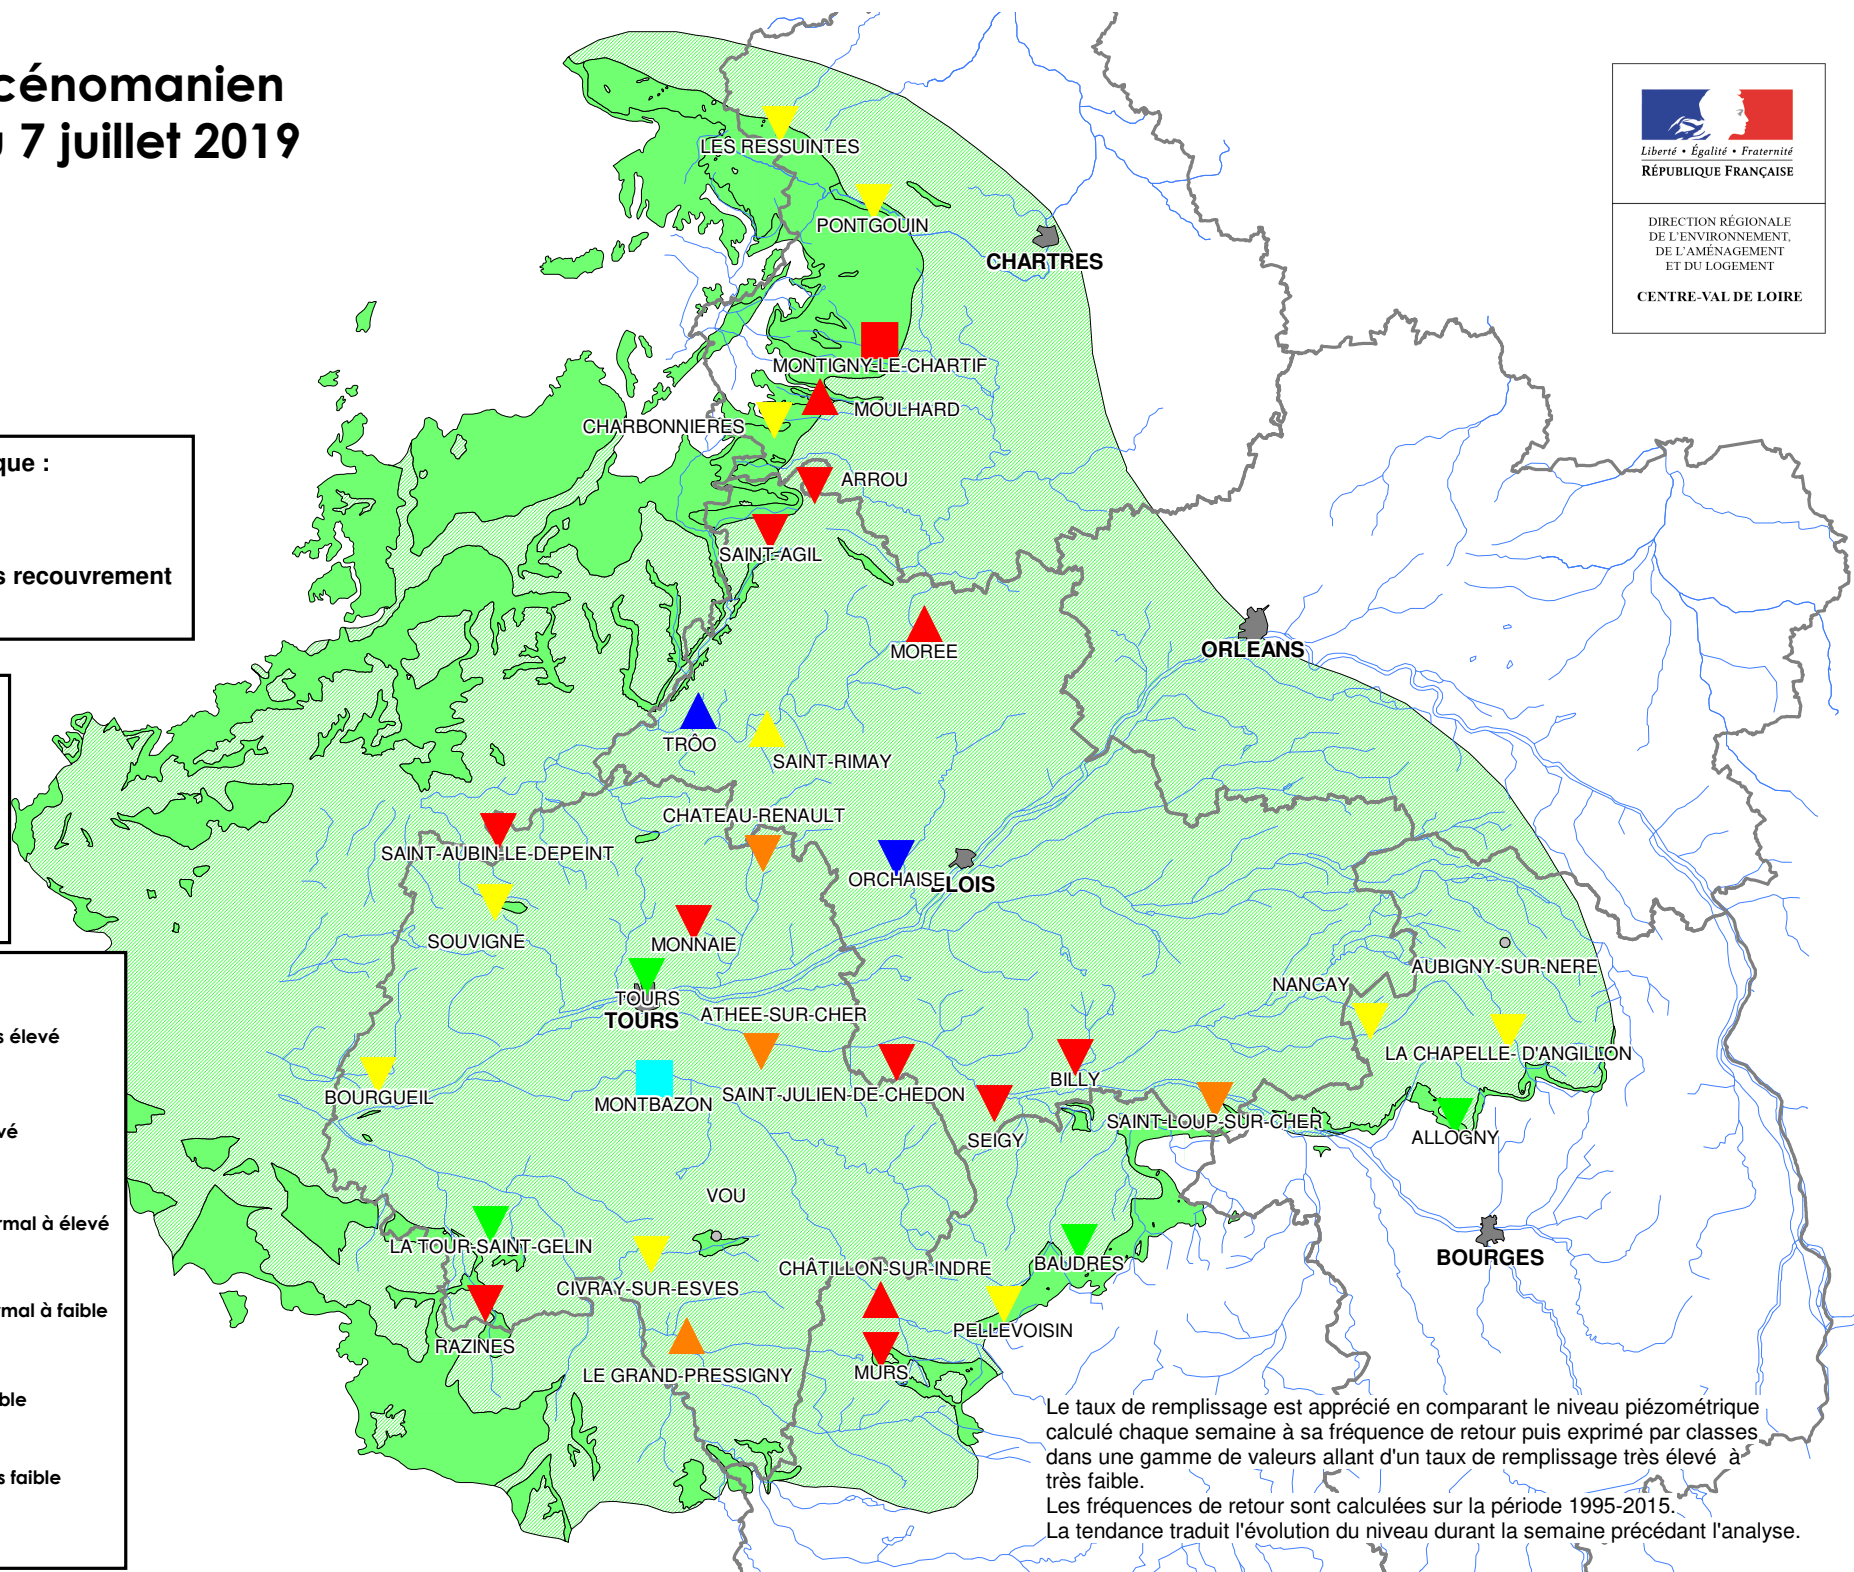 cénomanien
7 juillet 2019
Liberté • Égalité • Fraternité
RÉPUBLIQUE FRANÇAISE
DIRECTION RÉGIONALE
DE L'ENVIRONNEMENT,
DE L'AMÉNAGEMENT
ET DU LOGEMENT
CENTRE-VAL DE LOIRE
LES RESSUINTES
PONTGOUIN
CHARTRES
MONTIGNY-LE-CHARTIF
MOULHARD
CHARBONNIERES
que :
ARROU
SAINT-AGIL
s recouvrement
MOREE
ORLEANS
TRÔO
SAINT-RIMAY
CHATEAU-RENAULT
SAINT-AUBIN-LE-DEPEINT
ORCHAISE
BLOIS
SOUVIGNE
MONNAIE
AUBIGNY-SUR-NERE
NANCAY
TOURS
TOURS
ATHEE-SUR-CHER
s élevé
LA CHAPELLE- D'ANGILLON
BILLY
BOURGUEIL
MONTBAZON
SAINT-JULIEN-DE-CHEDON
SAINT-LOUP-SUR-CHER
vé
SEIGY
ALLOGNY
VOU
rmal à élevé
LA TOUR-SAINT-GELIN
CIVRAY-SUR-ESVES
CHÂTILLON-SUR-INDRE
BAUDRES
BOURGES
rmal à faible
RAZINES
PELLEVOISIN
LE GRAND-PRESSIGNY
MURS
ble
s faible
Le taux de remplissage est apprécié en comparant le niveau piézométrique
calculé chaque semaine à sa fréquence de retour puis exprimé par classes
dans une gamme de valeurs allant d'un taux de remplissage très élevé à
très faible.
Les fréquences de retour sont calculées sur la période 1995-2015.
La tendance traduit l'évolution du niveau durant la semaine précédant l'analyse.